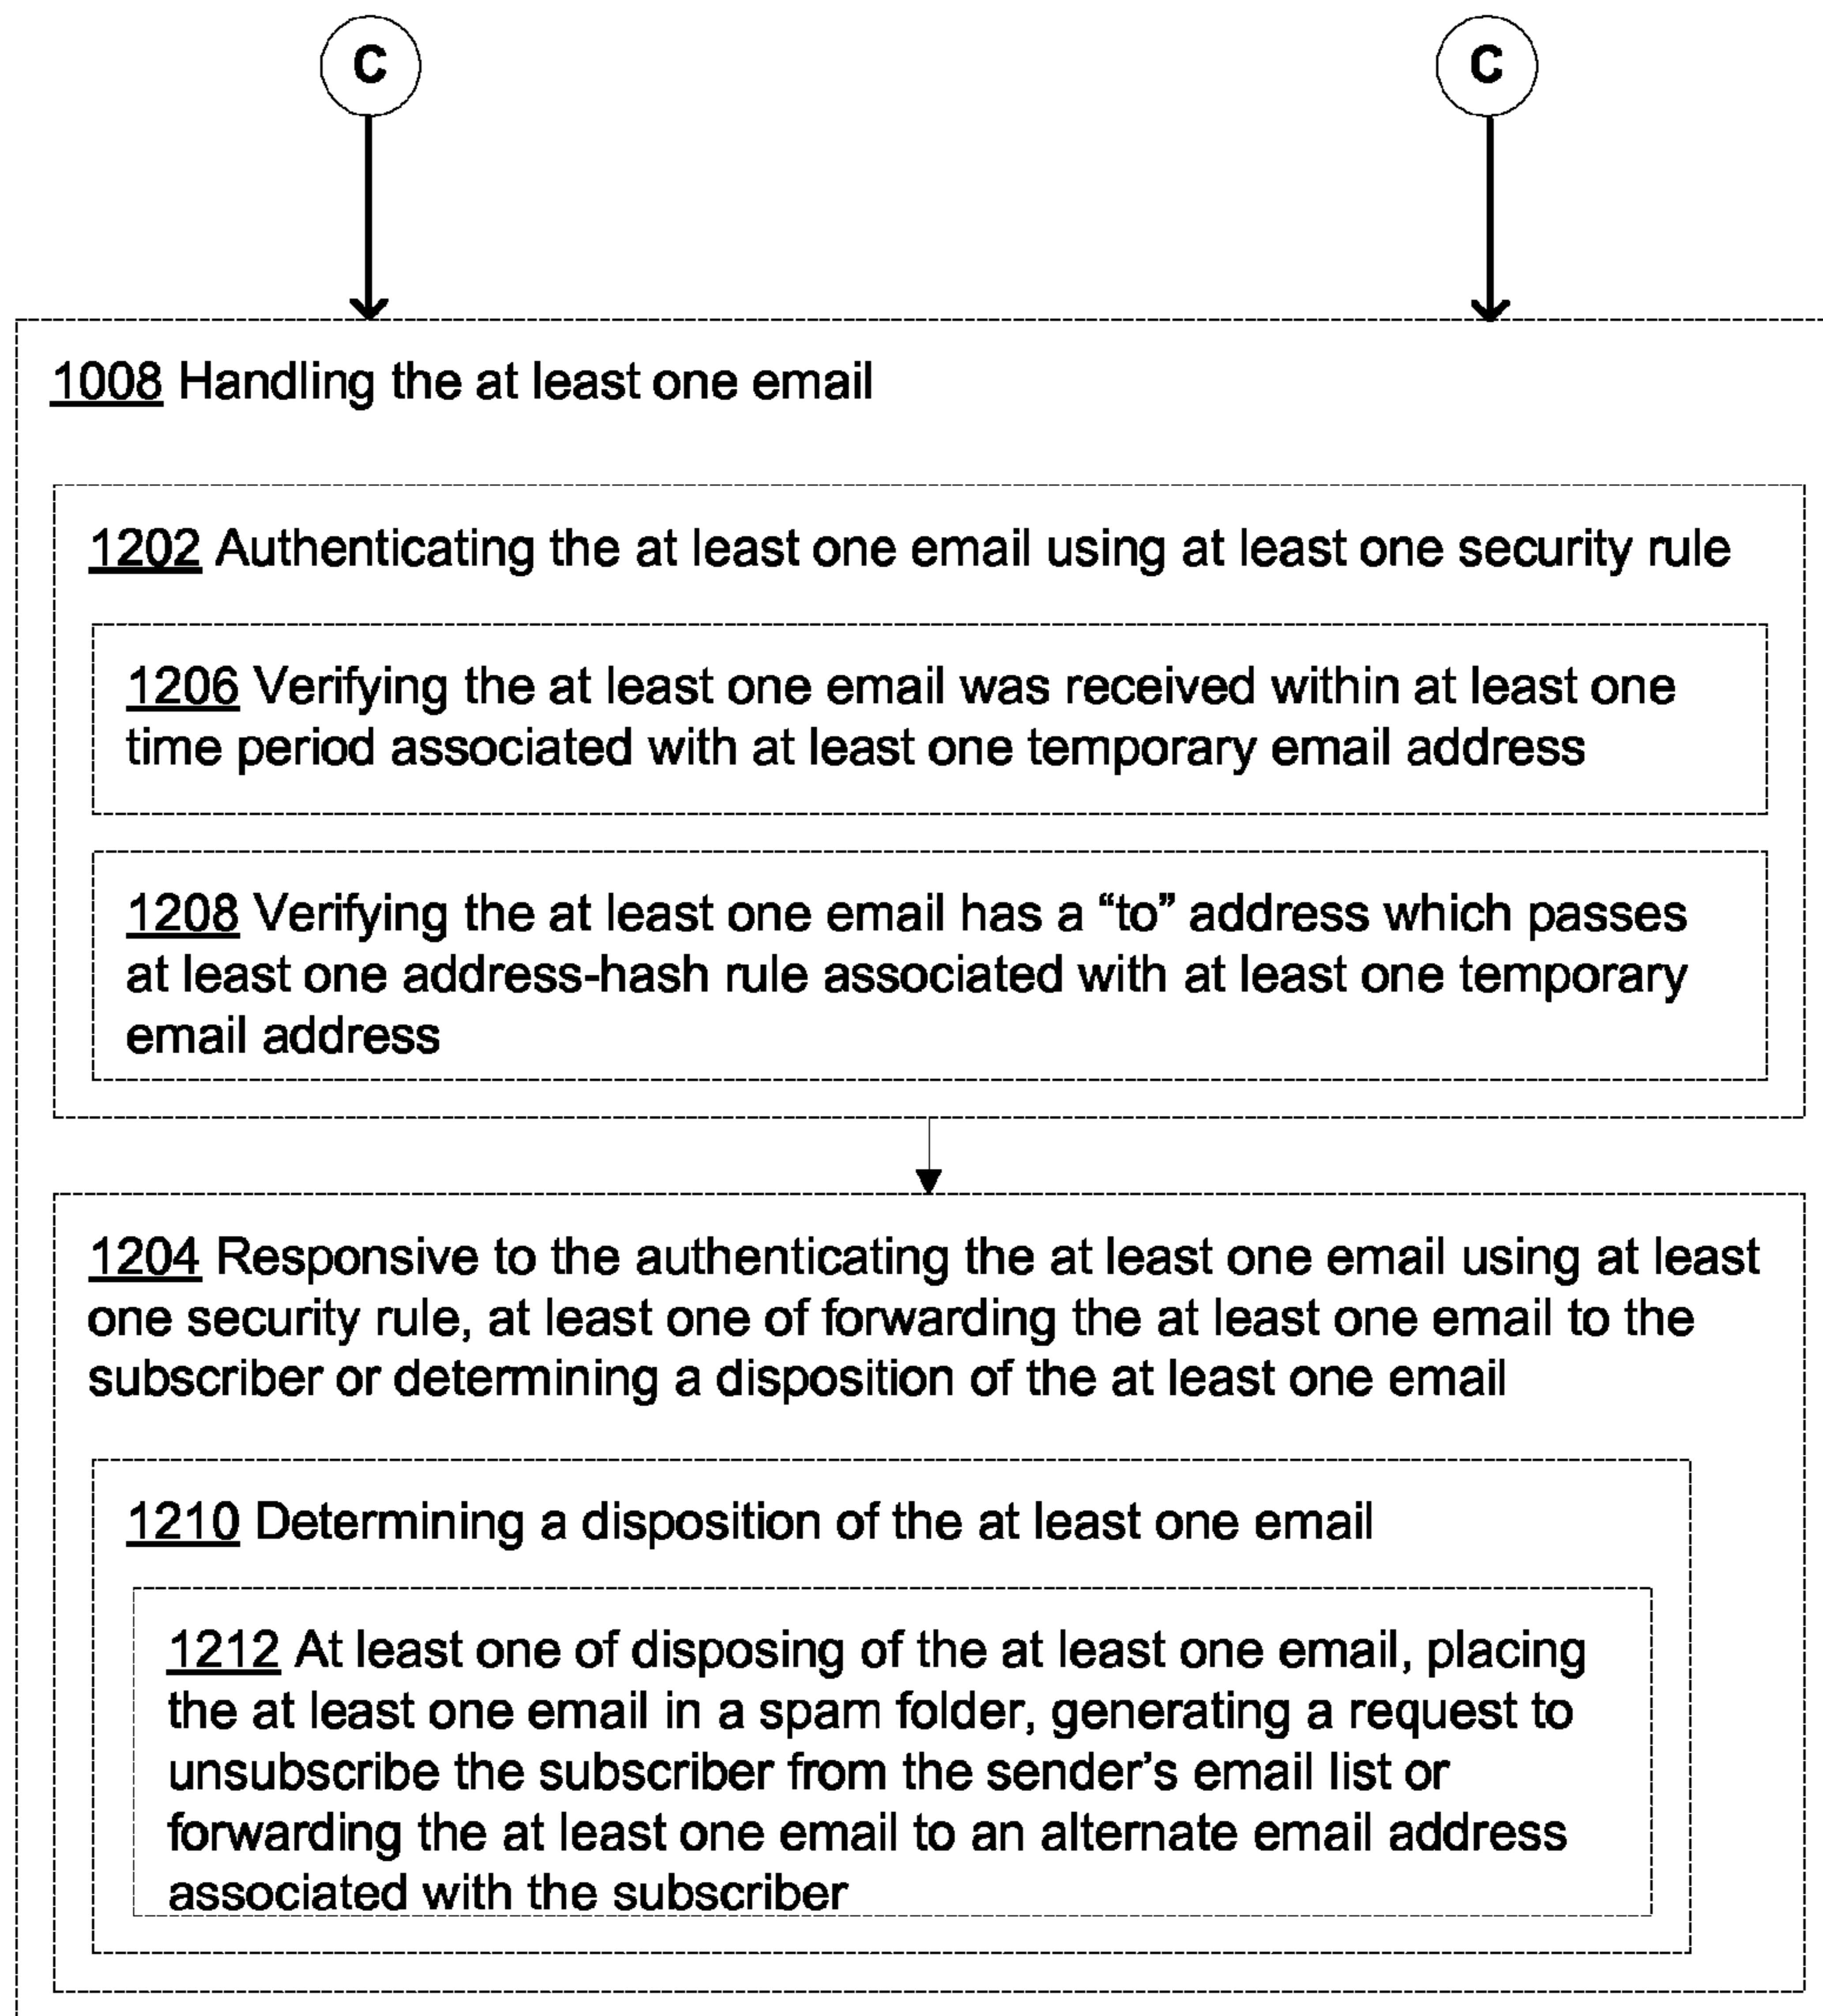 C
C
1008 Handling the at least one email
1202 Authenticating the at least one email using at least one security rule
1206 Verifying the at least one email was received within at least one
time period associated with at least one temporary email address
1208 Verifying the at least one email has a “to” address which passes
at least one address-hash rule associated with at least one temporary
email address
1204 Responsive to the authenticating the at least one email using at least
one security rule, at least one of forwarding the at least one email to the
subscriber or determining a disposition of the at least one email
1210 Determining a disposition of the at least one email
1212 At least one of disposing of the at least one email, placing
the at least one email in a spam folder, generating a request to
unsubscribe the subscriber from the sender’s email list or
forwarding the at least one email to an alternate email address
associated with the subscriber